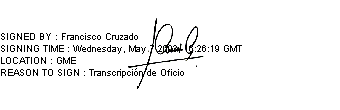 SIGNED BY : Francisco Cruzado
SIGNING TIME : Wednesday, May :26:19 GMT
LOCATION : GME
REASON TO SIGN : Transcripción de Oficio